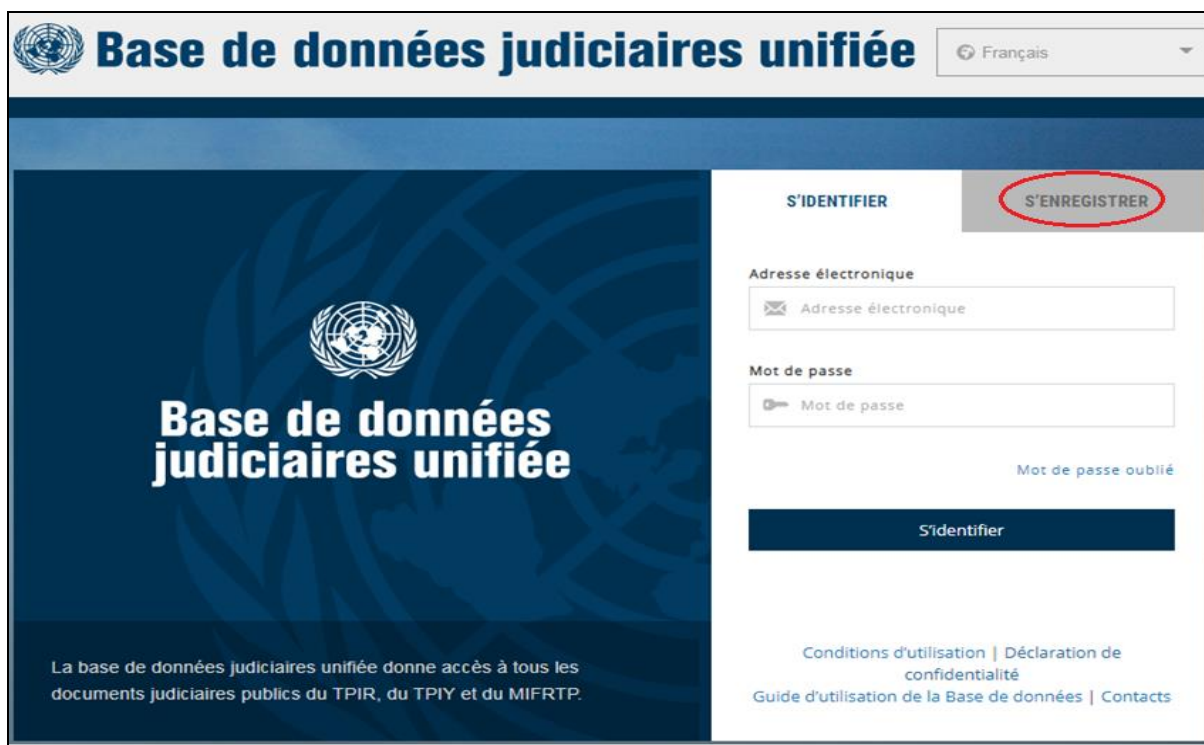 Base de données judiciaires unifiée
Français
S'IDENTIFIER
S'ENREGISTRER
Adresse électronique
Adresse électronique
Mot de passe
Mot de passe
Mot de passe oublié
S'identifier
Conditions d'utilisation | Déclaration de
confidentialité
Guide d'utilisation de la Base de données | Contacts
Base de données
judiciaires unifiée
La base de données judiciaires unifiée donne accès à tous les
documents judiciaires publics du TPIR, du TPIY et du MIFRTP.